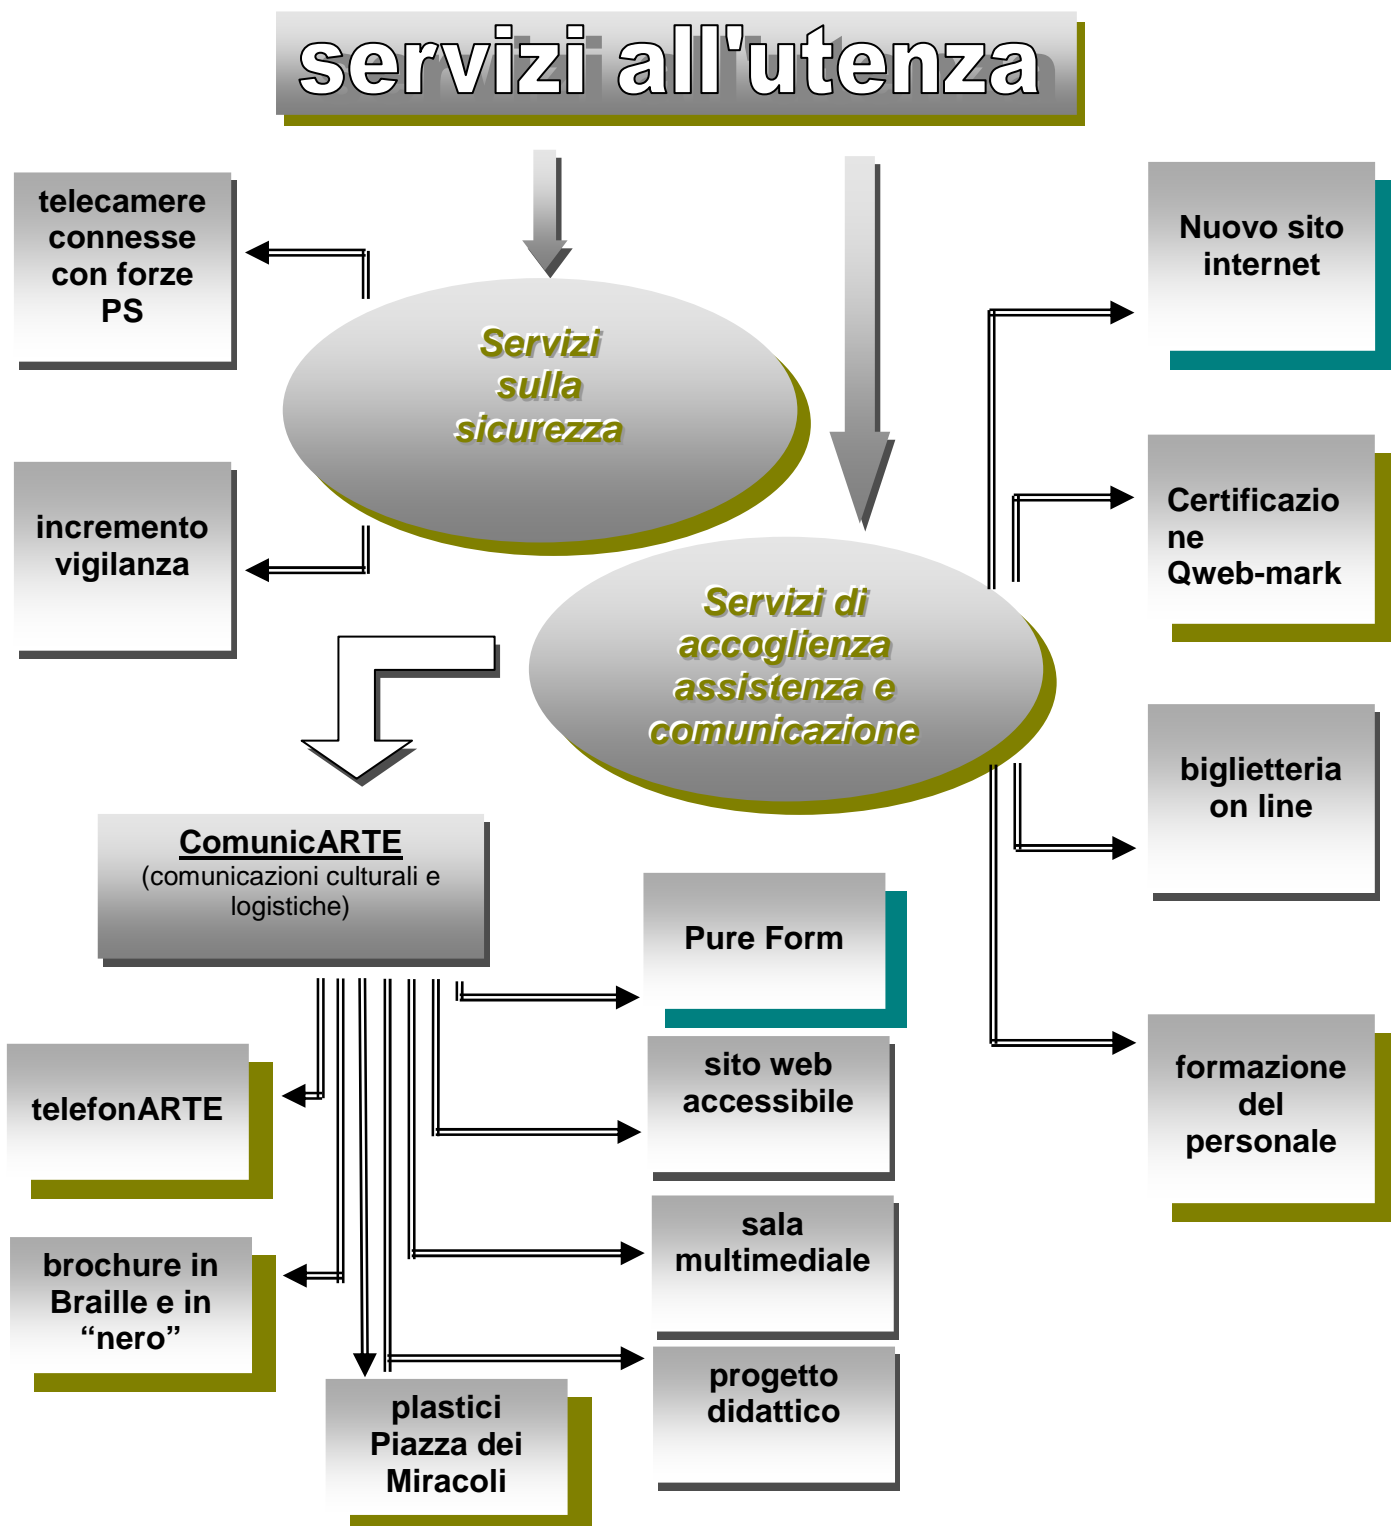 servizi all'utenza
telecamere
connesse
con forze
PS
Nuovo sito
internet
Servizi
sulla
sicurezza
incremento
vigilanza
Certificazio
ne
Qweb-mark
Servizi di
accoglienza
assistenza e
comunicazione
biglietteria
on line
ComunicARTE
(comunicazioni culturali e
logistiche)
Pure Form
sito web
accessibile
formazione
del
personale
telefonARTE
sala
multimediale
brochure in
Braille e in
“nero”
progetto
didattico
plastici
Piazza dei
Miracoli